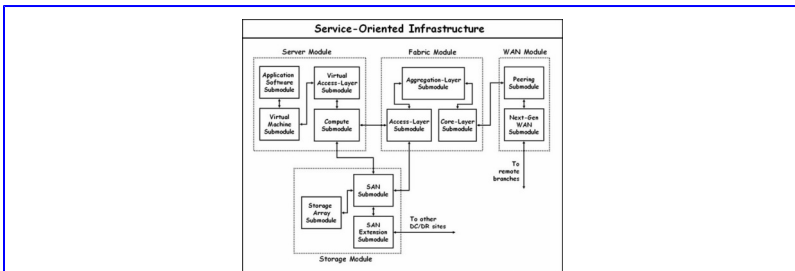 Service-Oriented Infrastructure
Server Module
Fabric Module
WAN Module
Application
Software
Submodule
Virtual
Access-Layer
Submodule
Aggregation-Layer
Submodule
Peering
Submodule
Virtual
Machine
Submodule
Compute
Submodule
Access-Layer
Submodule
Core-Layer
Submodule
Next-Gen
WAN
Submodule
To
remote
branches
SAN
Submodule
Storage
Array
Submodule
SAN
Extension
Submodule
To other
DC/DR sites
Storage Module